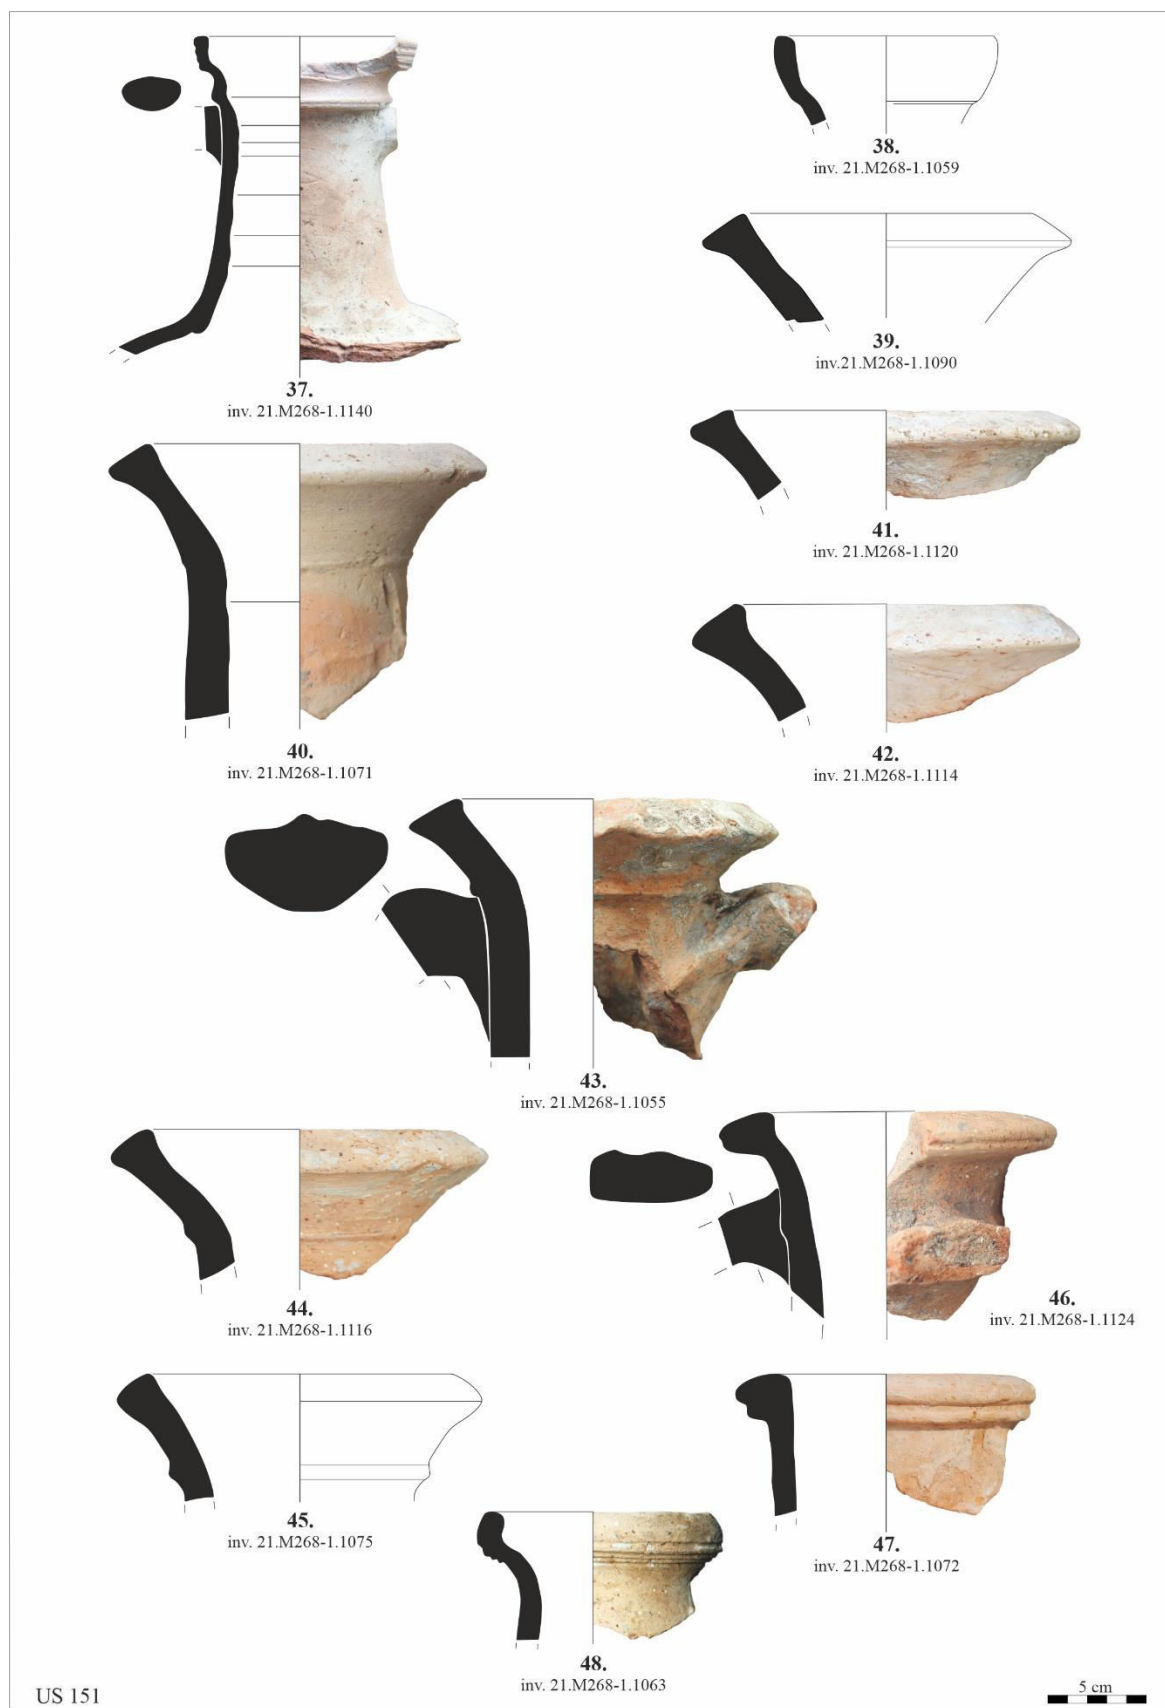 37.
inv. 21.M268-1.1140
38.
inv. 21.M268-1.1059
39.
inv.21.M268-1.1090
40.
inv. 21.M268-1.1071
41.
inv. 21.M268-1.1120
42.
inv. 21.M268-1.1114
43.
inv. 21.M268-1.1055
44.
inv. 21.M268-1.1116
46.
inv. 21.M268-1.1124
45.
inv. 21.M268-1.1075
47.
inv. 21.M268-1.1072
48.
inv. 21.M268-1.1063
US 151
5 cm